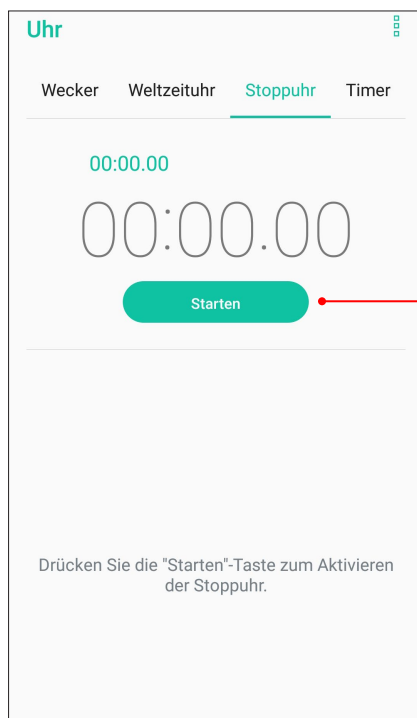 Uhr
Wecker Weltzeituhr Stoppuhr Timer
00:00.00
00:00.00
Starten
Drücken Sie die "Starten"-Taste zum Aktivieren
der Stoppuhr.